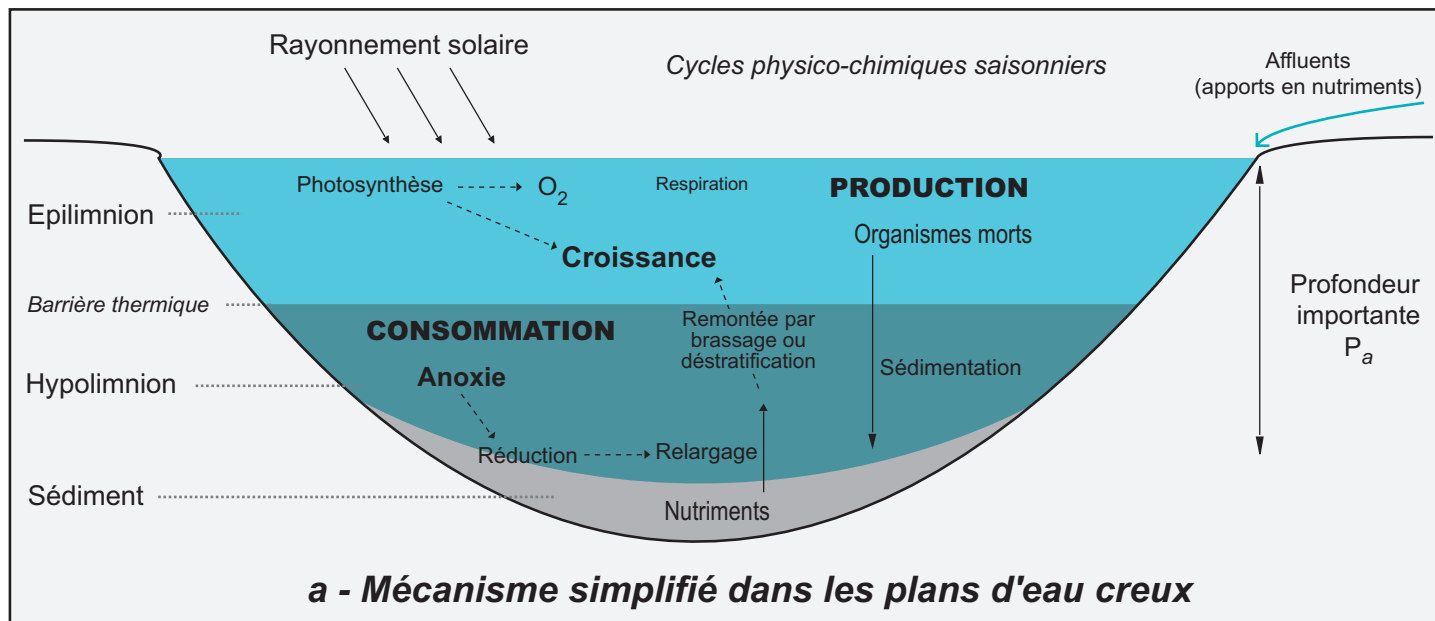 Rayonnement solaire
Cycles physico-chimiques saisonniers
Affluents
(apports en nutriments)
Photosynthèse
O2
Respiration
PRODUCTION
Epilimnion
Organismes morts
Croissance
Barrière thermique
Profondeur
importante
Pa
CONSOMMATION
Remontée par
brassage ou
déstratification
Anoxie
Sédimentation
Hypolimnion
Réduction
Relargage
Sédiment
Nutriments
a - Mécanisme simplifié dans les plans d'eau creux